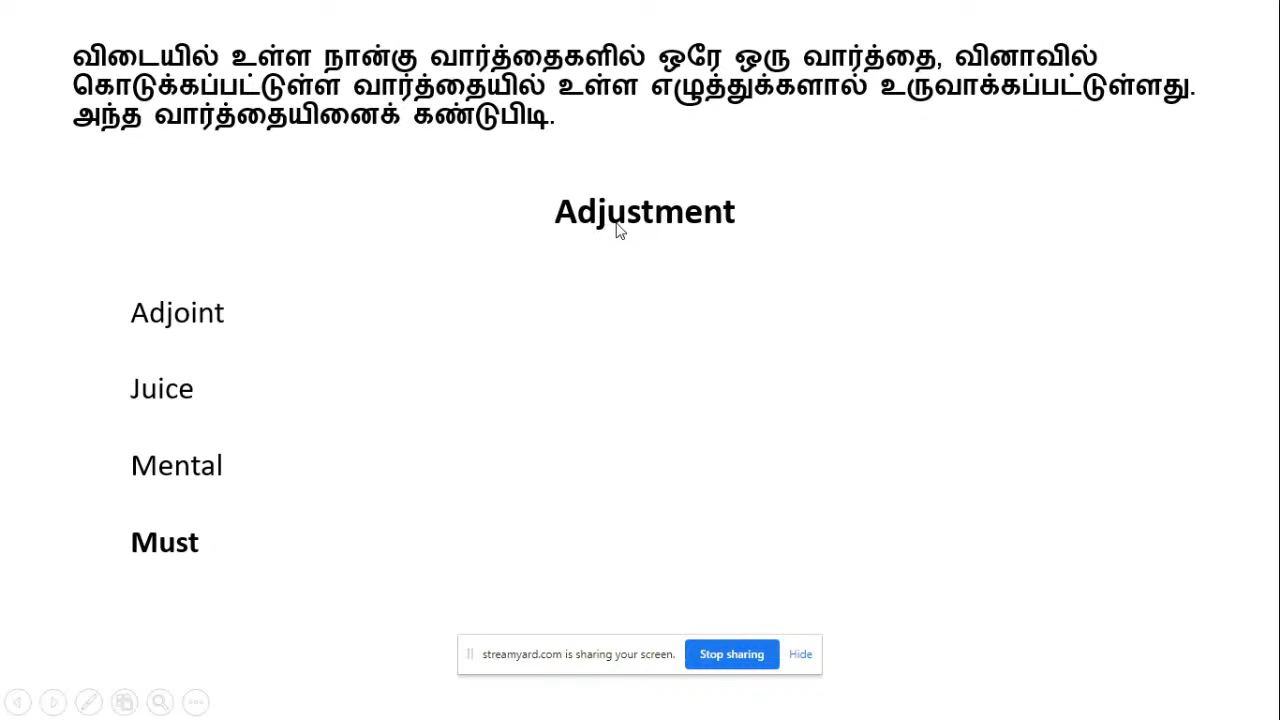 விடையில் உள்ள நான்கு வார்த்தைகளில் ஒரே ஒரு வார்த்தை, வினாவில்
கொடுக்கப்பட்டுள்ள வார்த்தையில் உள்ள எழுத்துக்களால் உருவாக்கப்பட்டுள்ளது.
அந்த வார்த்தையினைக் கண்டுபிடி.
Adjustment
Adjoint
Juice
Mental
Must
streamyard.com is sharing your screen. Stop sharing Hide